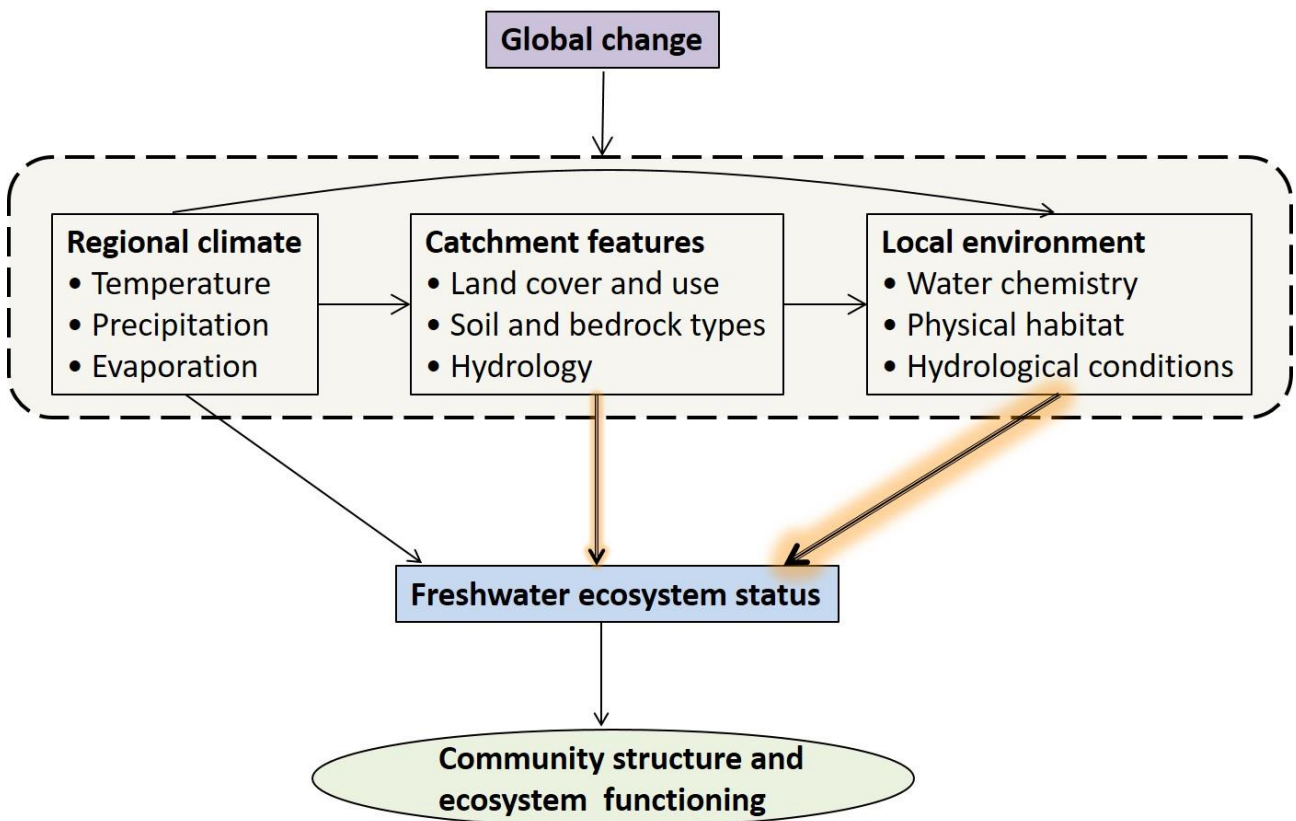 Global change
Regional climate
• Temperature
• Precipitation
• Evaporation
Catchment features
• Land cover and use
• Soil and bedrock types
• Hydrology
Local environment
• Water chemistry
• Physical habitat
• Hydrological conditions
Freshwater ecosystem status
Community structure and
ecosystem functioning